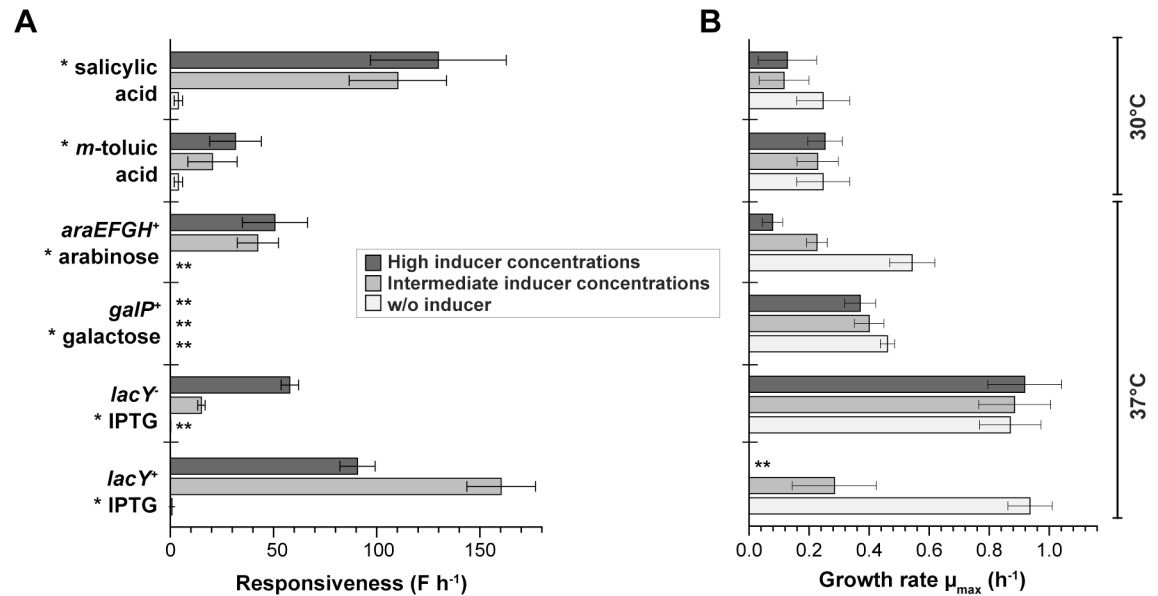 A
B
* salicylic
acid
* m-toluic
acid
araEFGH⁺
* arabinose
**
galP⁺
* galactose
**
**
**
lacY⁻
* IPTG
**
lacY⁺
* IPTG
**
High inducer concentrations
Intermediate inducer concentrations
w/o inducer
30°C
37°C
0 50 100 150
Responsiveness (F h⁻¹)
0.0 0.2 0.4 0.6 0.8 1.0
Growth rate µmax (h⁻¹)